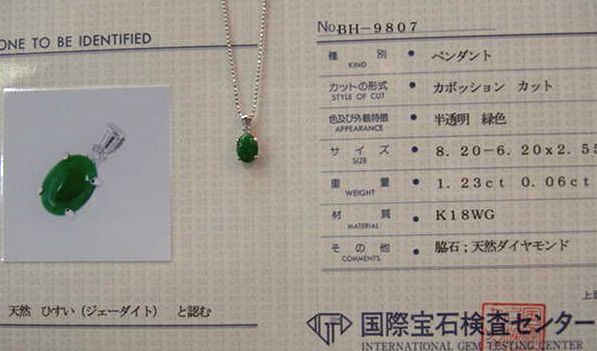 ONE TO BE IDENTIFIED
天然 ひすい（ジェーダイト） と認む
No. BH-9807
種 別 ● ペンダント
KIND
カットの形式 ● カボッション カット
STYLE OF CUT
色及び外観特徴 ● 半透明 緑色
APPEARANCE
サ イ ズ ● 8.20-6.20x2.55
SIZE
重 量 ● 1.23ct 0.06ct
WEIGHT
材 質 ● K18WG
MATERIAL
そ の 他 ● 脇石；天然ダイヤモンド
COMMENTS
上
国際宝石検査センター
INTERNATIONAL GEM TESTING CENTER